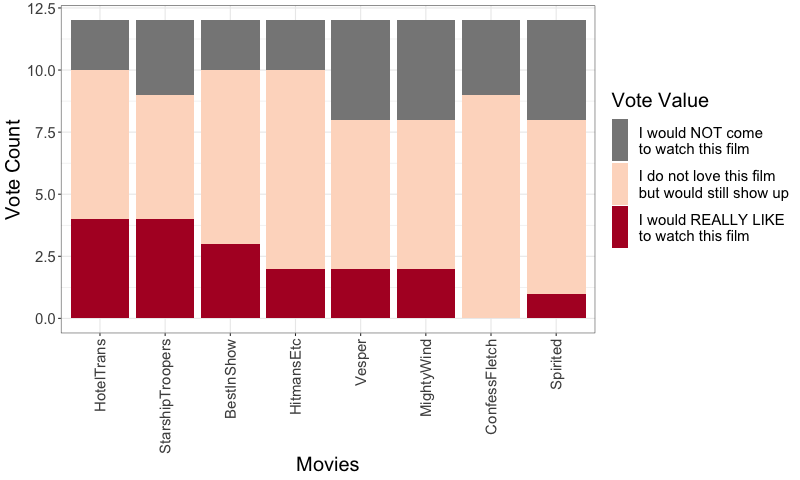 12.5
10.0
7.5
5.0
2.5
0.0
Vote Count
HotelTrans
StarshipTroopers
BestInShow
HitmansEtc
Vesper
MightyWind
ConfessFletch
Spirited
Movies
Vote Value
I would NOT come
to watch this film
I do not love this film
but would still show up
I would REALLY LIKE
to watch this film